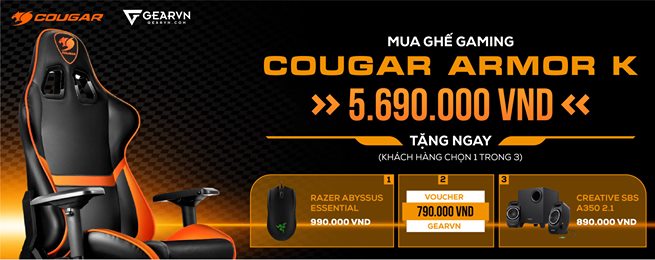 COUGAR
GEARVN
GEARVN.COM
MUA GHẾ GAMING
COUGAR ARMOR K
>> 5.690.000 VND <<
TẶNG NGAY
(KHÁCH HÀNG CHỌN 1 TRONG 3)
1
RAZER ABYSSUS
ESSENTIAL
990.000 VND
2
VOUCHER
790.000 VND
GEARVN
3
CREATIVE SBS
A350 2.1
890.000 VND
COUGAR